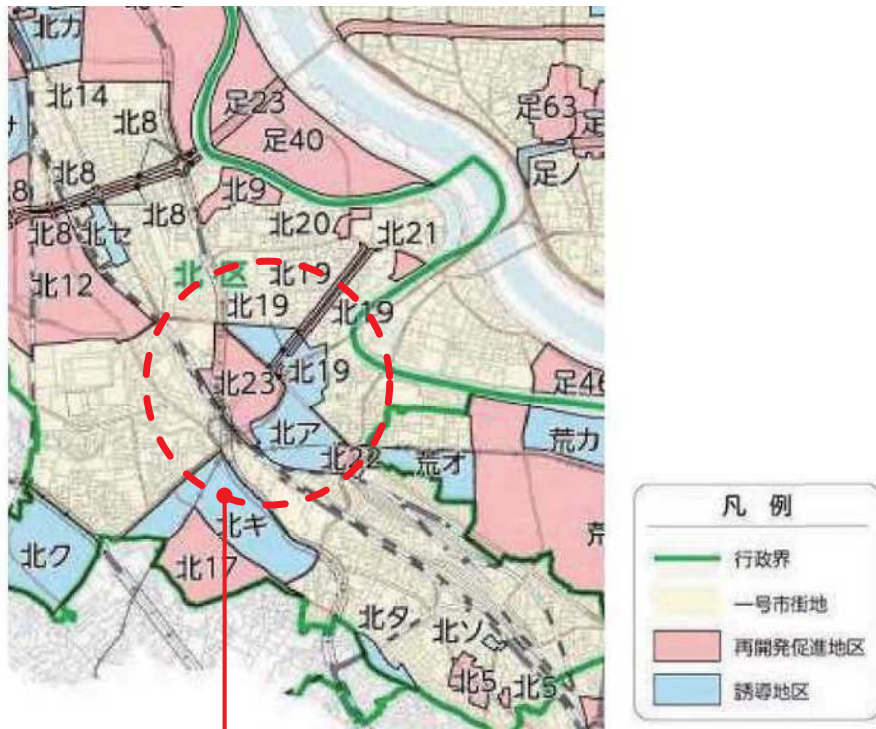 北カ
北14
足23
足63
北8
足40
北8
足ノ
北9
8
北8
北セ
北8
北20
北21
北区
北19
北12
北19
北19
北23
北19
足46
北ア
荒カ
北22
荒オ
北キ
北ク
北17
北タ
北ソ
北5
北5
凡 例
行政界
一号市街地
再開発促進地区
誘導地区